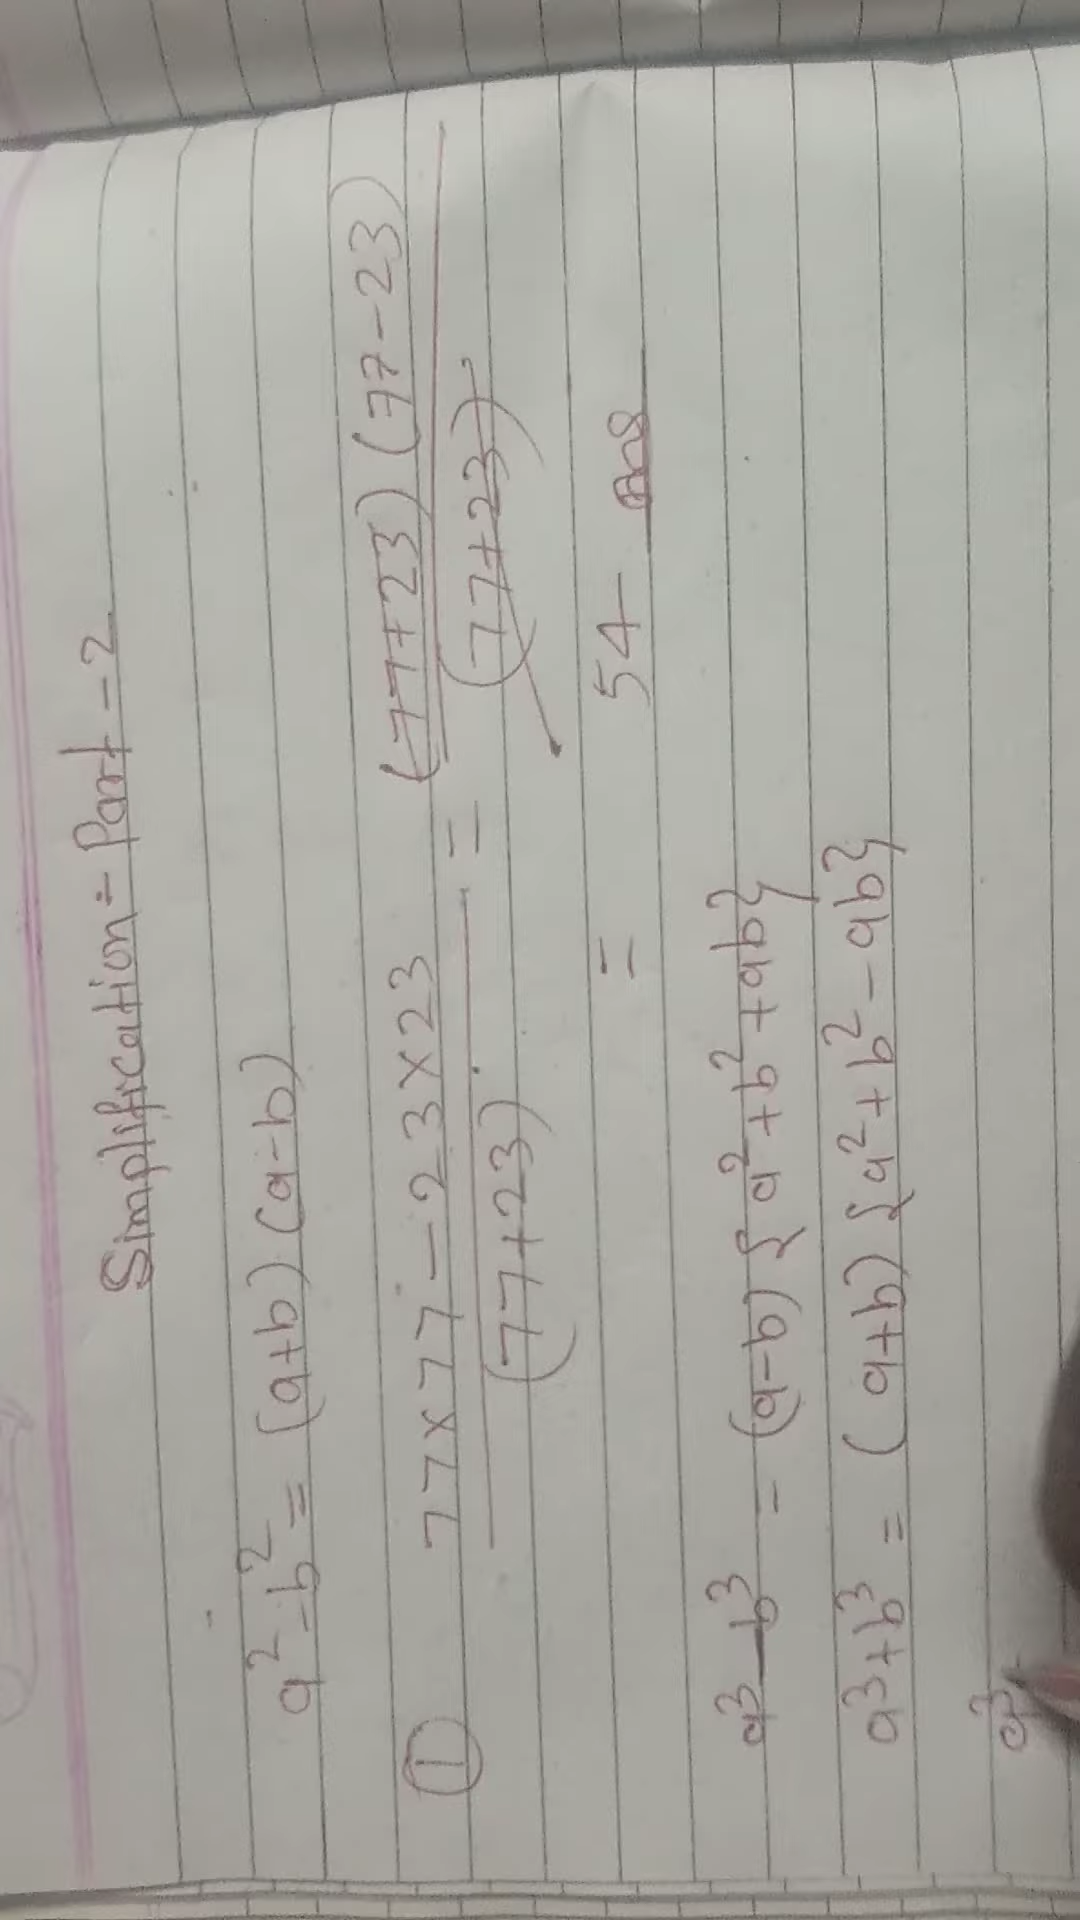 Simplification:- Part-2
a²-b² = (a+b) (a-b)
① 77×77-23×23 = (77+23) (77-23)
(77+23) (77+23)
= 54 Ans
a³-b³ = (a-b) {a²+b²+ab}
a³+b³ = (a+b) {a²+b²-ab}
a³